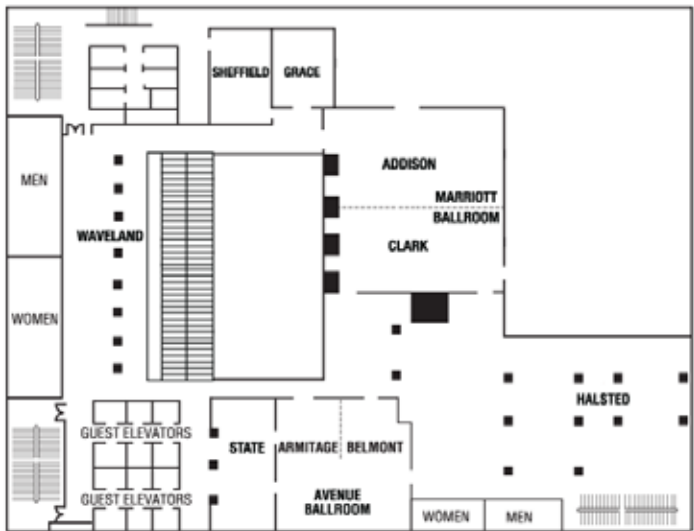 SHEFFIELD
GRACE
ADDISON
MEN
MARRIOTT
BALLROOM
WAVELAND
CLARK
WOMEN
HALSTED
GUEST ELEVATORS
STATE
ARMITAGE
BELMONT
GUEST ELEVATORS
AVENUE
BALLROOM
WOMEN
MEN